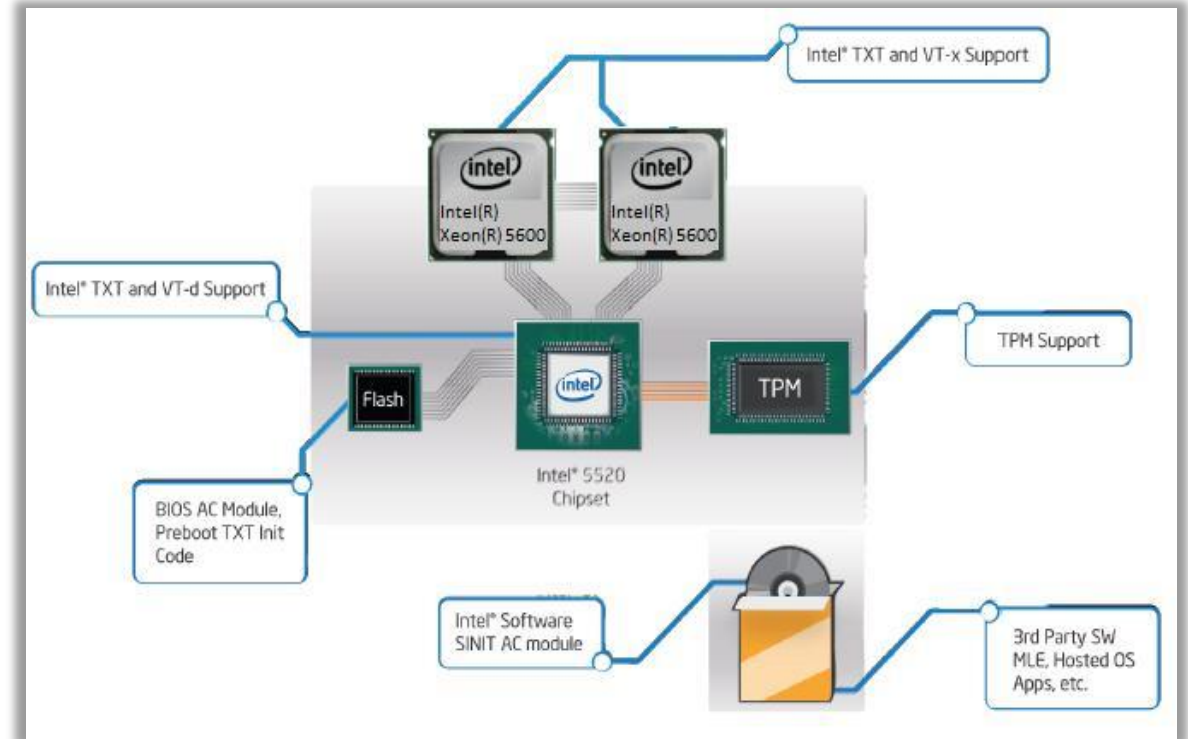 Intel® TXT and VT-x Support
intel
Intel(R)
Xeon(R) 5600
intel
Intel(R)
Xeon(R) 5600
Intel® TXT and VT-d Support
TPM Support
Flash
intel
TPM
Intel® 5520
Chipset
BIOS AC Module,
Preboot TXT Init
Code
Intel® Software
SINIT AC module
3rd Party SW
MLE, Hosted OS
Apps, etc.